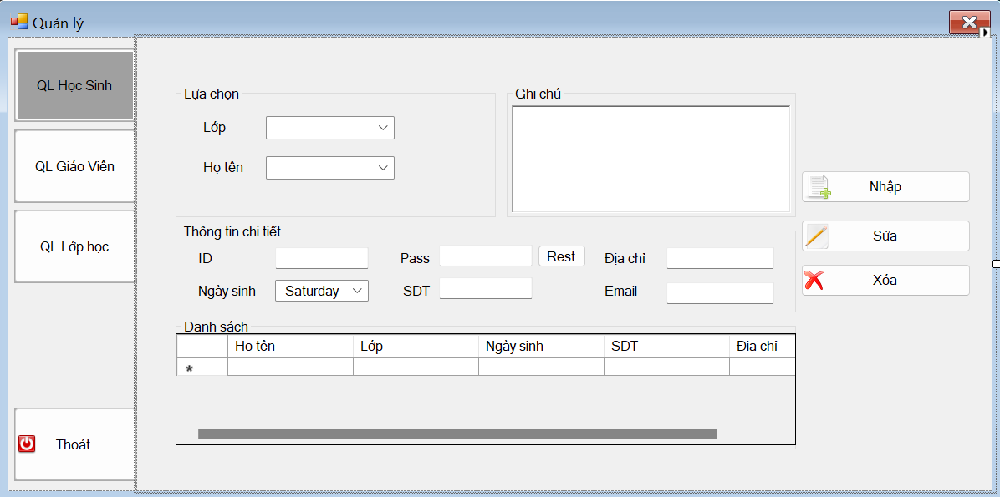 Quản lý
QL Học Sinh
QL Giáo Viên
QL Lớp học
Thoát
Lựa chọn
Lớp
Họ tên
Ghi chú
Nhập
Sửa
Xóa
Thông tin chi tiết
ID Pass Rest Địa chỉ
Ngày sinh Saturday SDT Email
Danh sách
Họ tên Lớp Ngày sinh SDT Địa chỉ
*